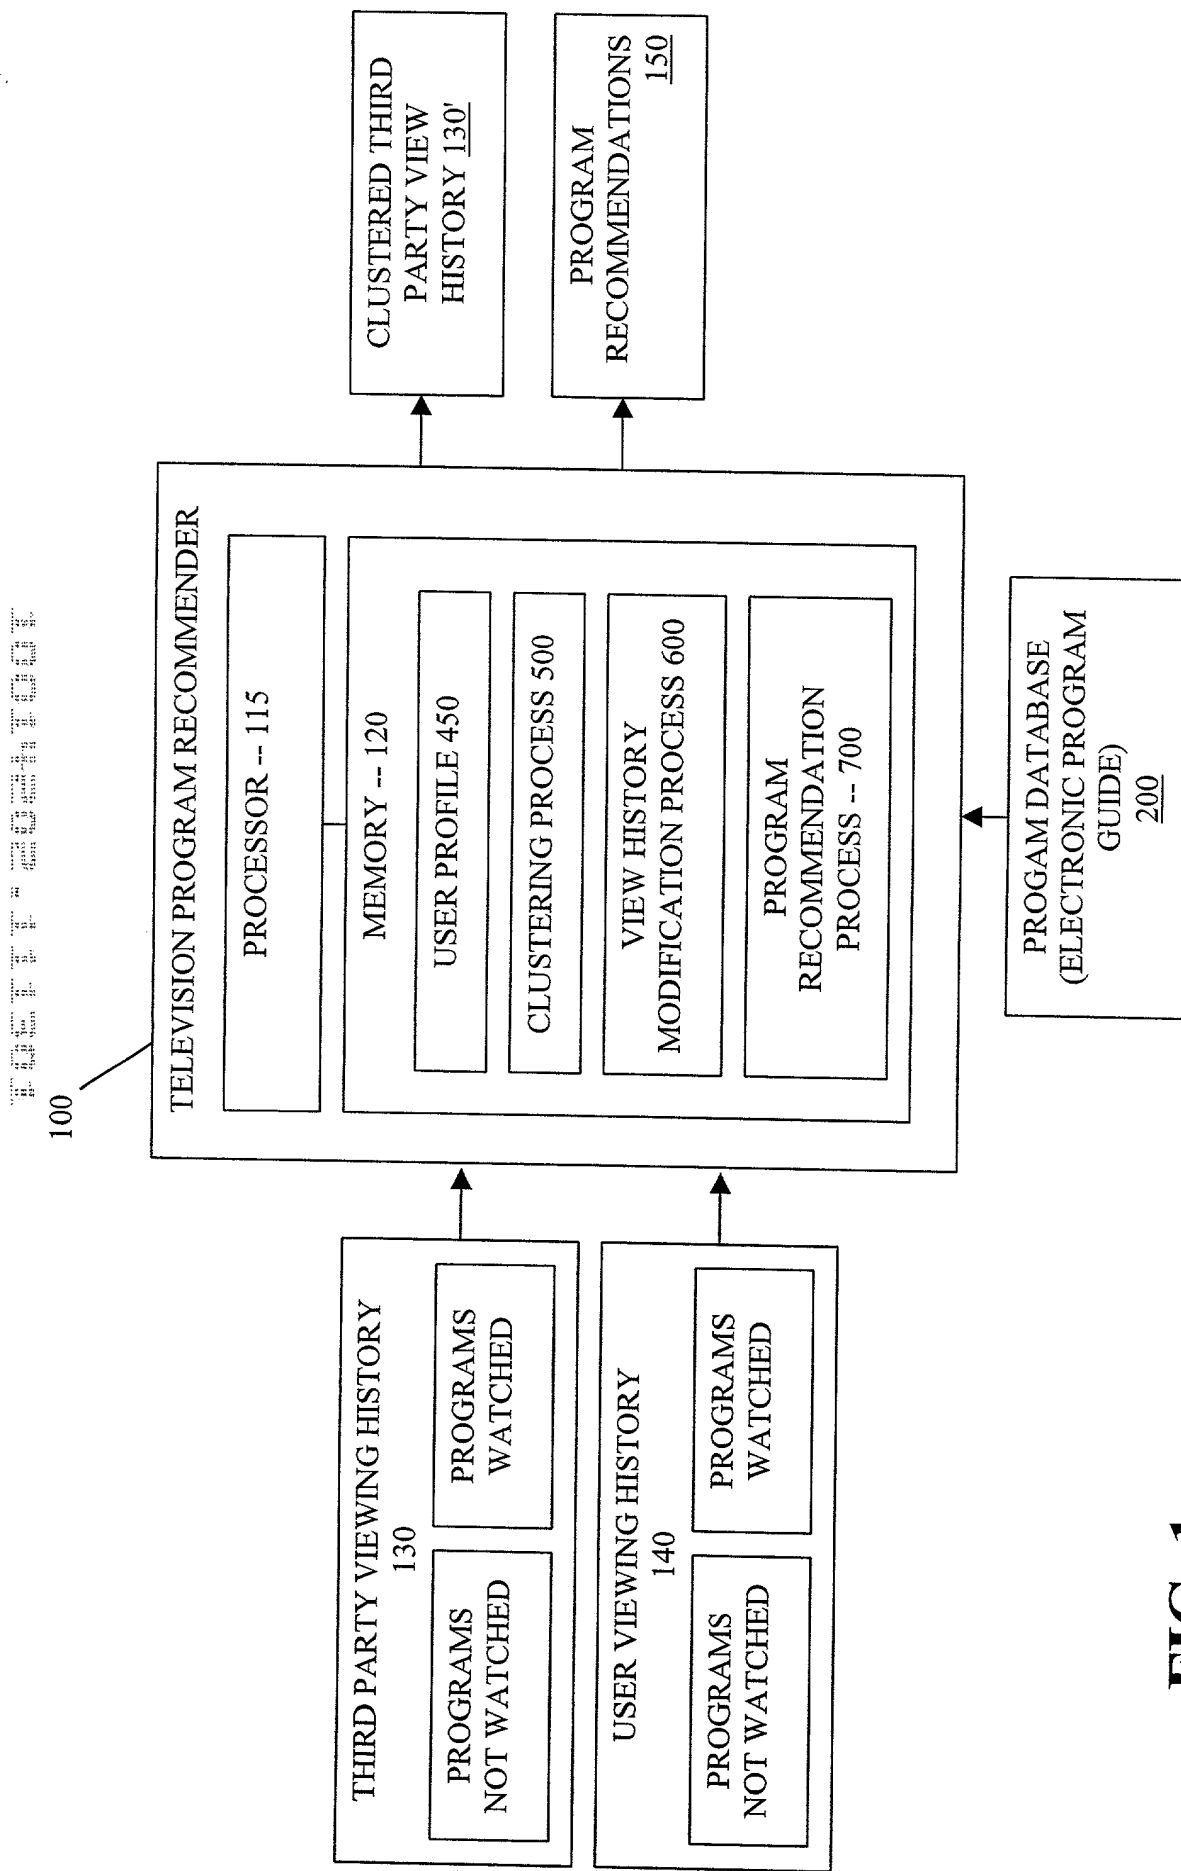 100
TELEVISION PROGRAM RECOMMENDER
PROCESSOR -- 115
MEMORY -- 120
USER PROFILE 450
CLUSTERING PROCESS 500
VIEW HISTORY
MODIFICATION PROCESS 600
PROGRAM
RECOMMENDATION
PROCESS -- 700
THIRD PARTY VIEWING HISTORY
130
PROGRAMS
NOT WATCHED
PROGRAMS
WATCHED
USER VIEWING HISTORY
140
PROGRAMS
NOT WATCHED
PROGRAMS
WATCHED
CLUSTERED THIRD
PARTY VIEW
HISTORY 130'
PROGRAM
RECOMMENDATIONS
150
PROGAM DATABASE
(ELECTRONIC PROGRAM
GUIDE)
200
FIG. 1